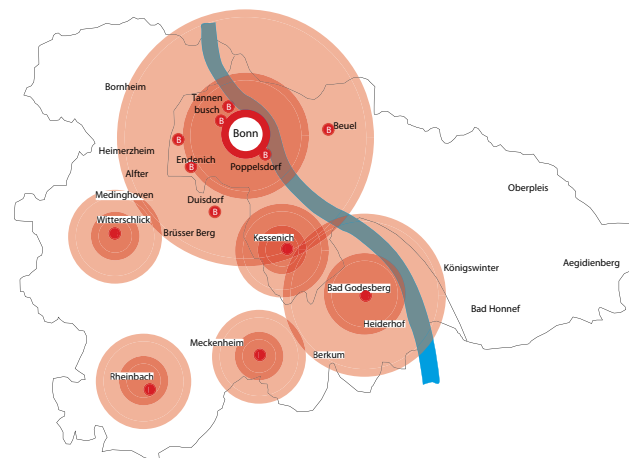 Bornheim
Tannen
busch
B
B
Bonn
B
Beuel
B
Heimerzheim
Endenich
B
B
Poppelsdorf
Alfter
Oberpleis
Medinghoven
Duisdorf
B
Witterschlick
Brüsser Berg
Kessenich
Königswinter
Aegidienberg
Bad Godesberg
Bad Honnef
Heiderhof
Meckenheim
Berkum
Rheinbach